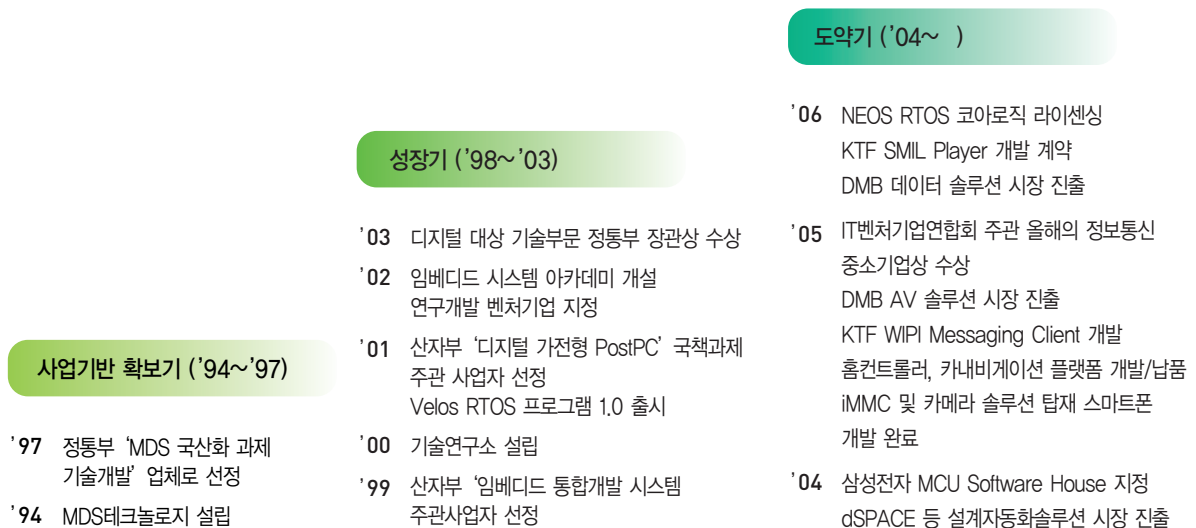 사업기반 확보기 (’94~’97)
’97 정통부 ‘MDS 국산화 과제
기술개발’ 업체로 선정
’94 MDS테크놀로지 설립
성장기 (’98~’03)
’03 디지털 대상 기술부문 정통부 장관상 수상
’02 임베디드 시스템 아카데미 개설
연구개발 벤처기업 지정
’01 산자부 ‘디지털 가전형 PostPC’ 국책과제
주관 사업자 선정
Velos RTOS 프로그램 1.0 출시
’00 기술연구소 설립
’99 산자부 ‘임베디드 통합개발 시스템
주관사업자 선정
도약기 (’04~ )
’06 NEOS RTOS 코아로직 라이센싱
KTF SMIL Player 개발 계약
DMB 데이터 솔루션 시장 진출
’05 IT벤처기업연합회 주관 올해의 정보통신
중소기업상 수상
DMB AV 솔루션 시장 진출
KTF WIPI Messaging Client 개발
홈컨트롤러, 카내비게이션 플랫폼 개발/납품
iMMC 및 카메라 솔루션 탑재 스마트폰
개발 완료
’04 삼성전자 MCU Software House 지정
dSPACE 등 설계자동화솔루션 시장 진출